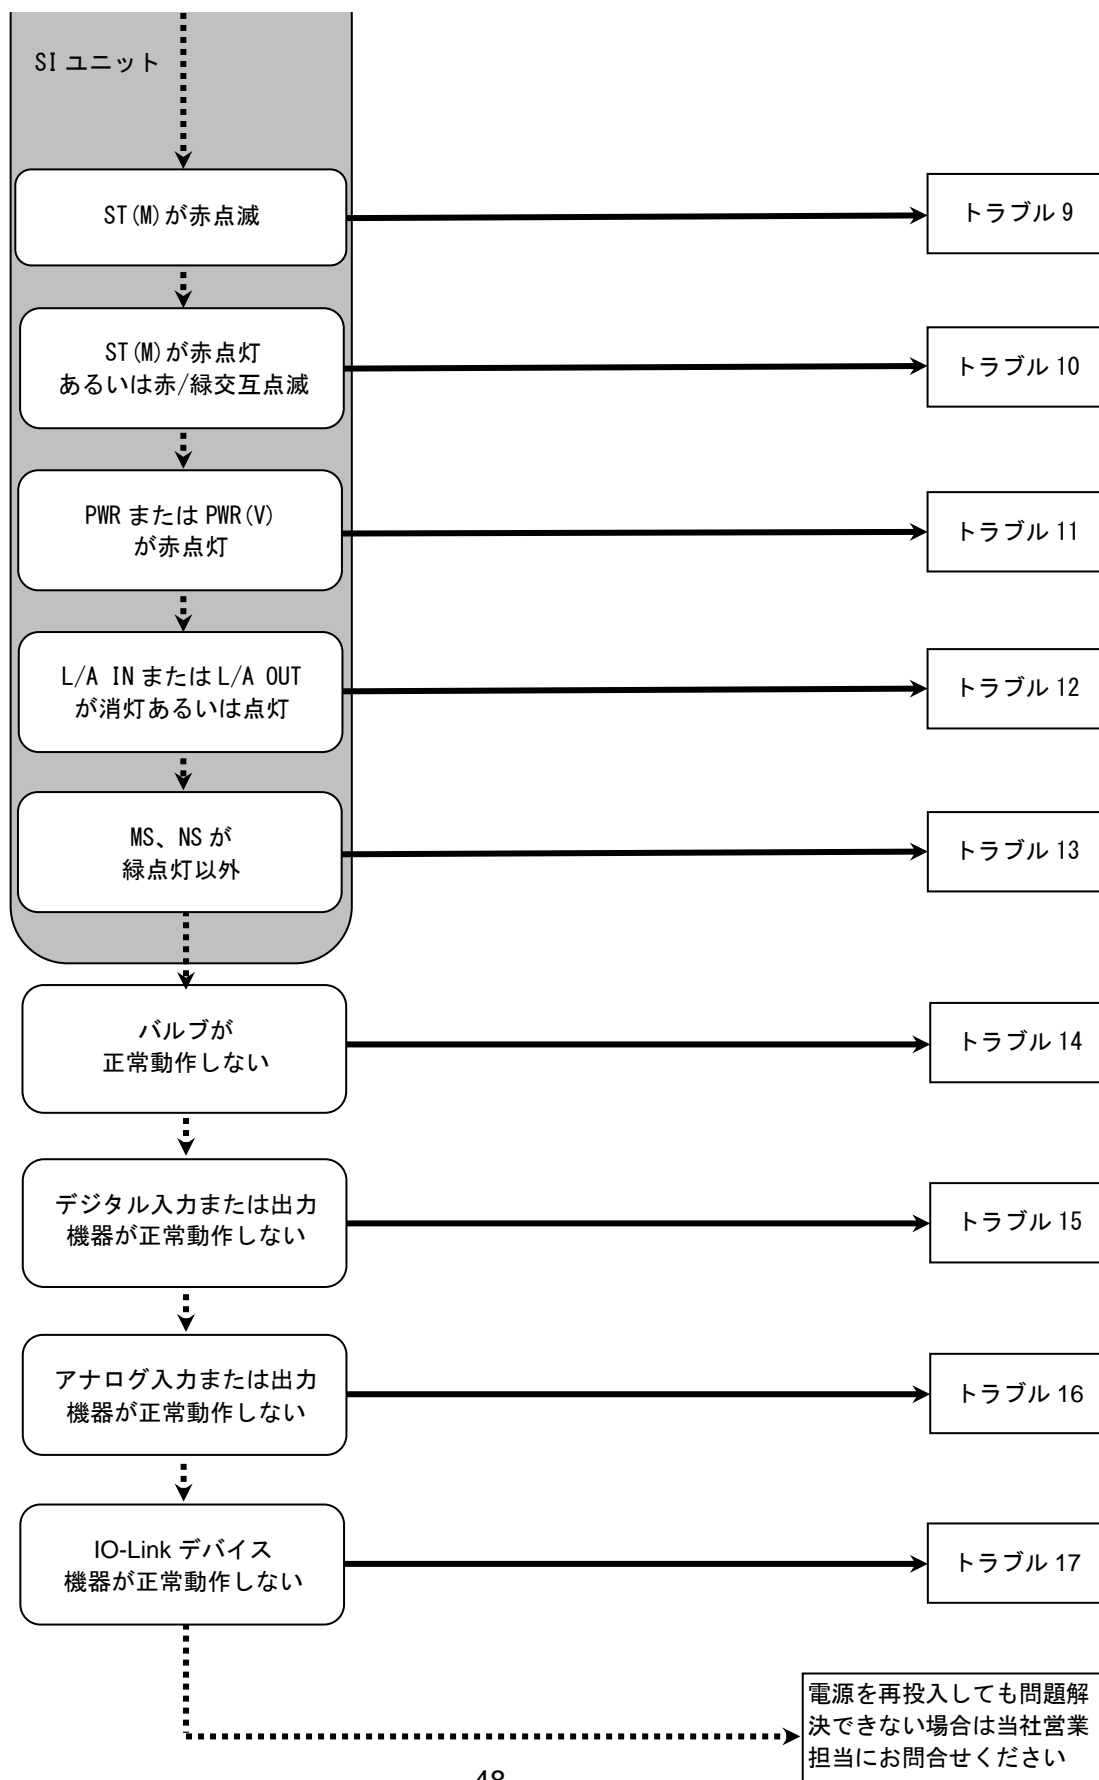 SI ユニット
ST(M)が赤点滅
トラブル 9
ST(M)が赤点灯
あるいは赤/緑交互点滅
トラブル 10
PWR または PWR(V)
が赤点灯
トラブル 11
L/A IN または L/A OUT
が消灯あるいは点灯
トラブル 12
MS、NS が
緑点灯以外
トラブル 13
バルブが
正常動作しない
トラブル 14
デジタル入力または出力
機器が正常動作しない
トラブル 15
アナログ入力または出力
機器が正常動作しない
トラブル 16
IO-Link デバイス
機器が正常動作しない
トラブル 17
電源を再投入しても問題解
決できない場合は当社営業
担当にお問合せください
48